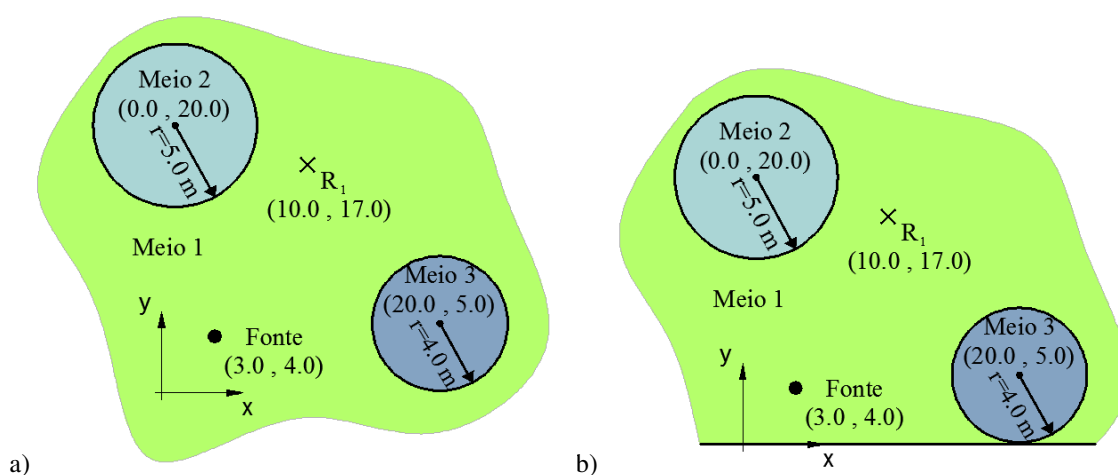 Meio 2
(0.0 , 20.0)
r=5.0 m
R1
(10.0 , 17.0)
Meio 1
Meio 3
(20.0 , 5.0)
r=4.0 m
y
Fonte
(3.0 , 4.0)
x
a)
Meio 2
(0.0 , 20.0)
r=5.0 m
R1
(10.0 , 17.0)
Meio 1
Meio 3
(20.0 , 5.0)
r=4.0 m
y
Fonte
(3.0 , 4.0)
x
b)